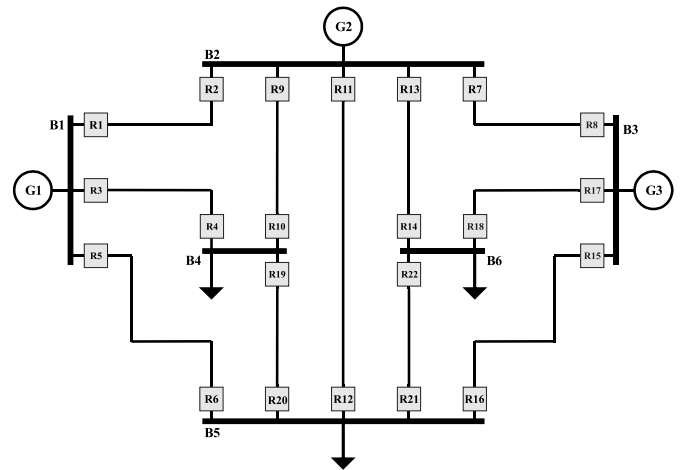 G2
B2
R2 R9 R11 R13 R7
B1 R1 R8 B3
G1 R3 R17 G3
R4 R10 R14 R18
R5 B4 R19 R22 B6 R15
R6 R20 R12 R21 R16
B5